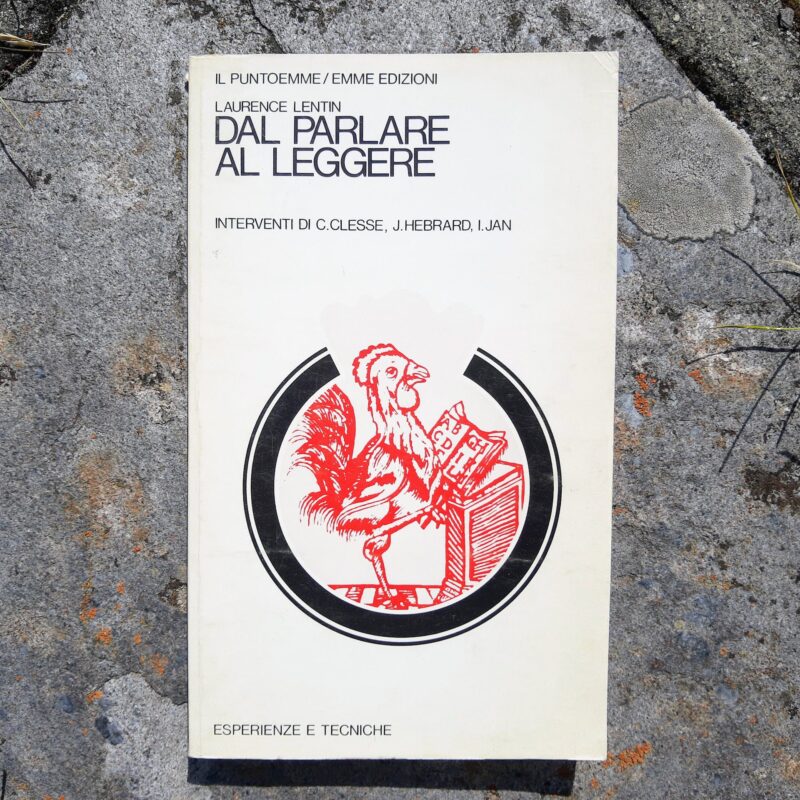 IL PUNTOEMME/EMME EDIZIONI
LAURENCE LENTIN
DAL PARLARE
AL LEGGERE
INTERVENTI DI C.CLESSE, J.HEBRARD, I.JAN
ESPERIENZE E TECNICHE